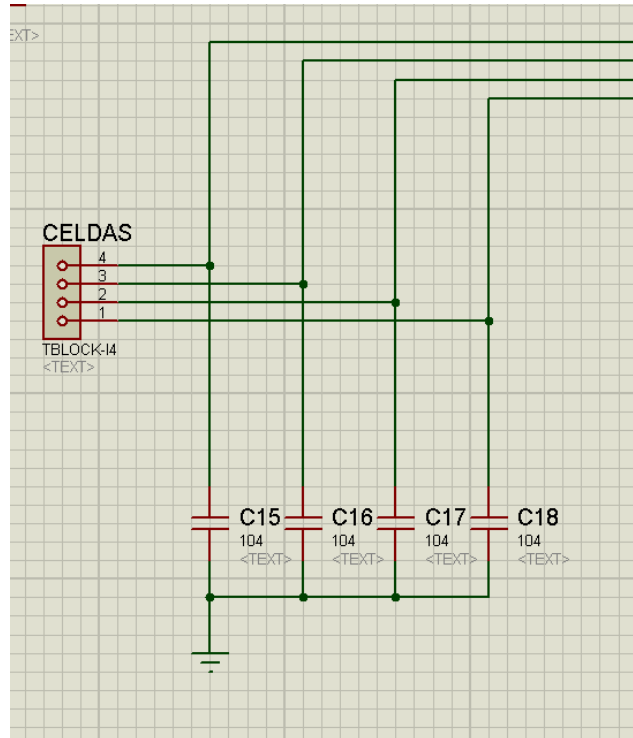 EXT>
CELDAS
4
3
2
1
TBLOCK-I4
<TEXT>
C15 C16 C17 C18
104 104 104 104
<TEXT> <TEXT> <TEXT> <TEXT>